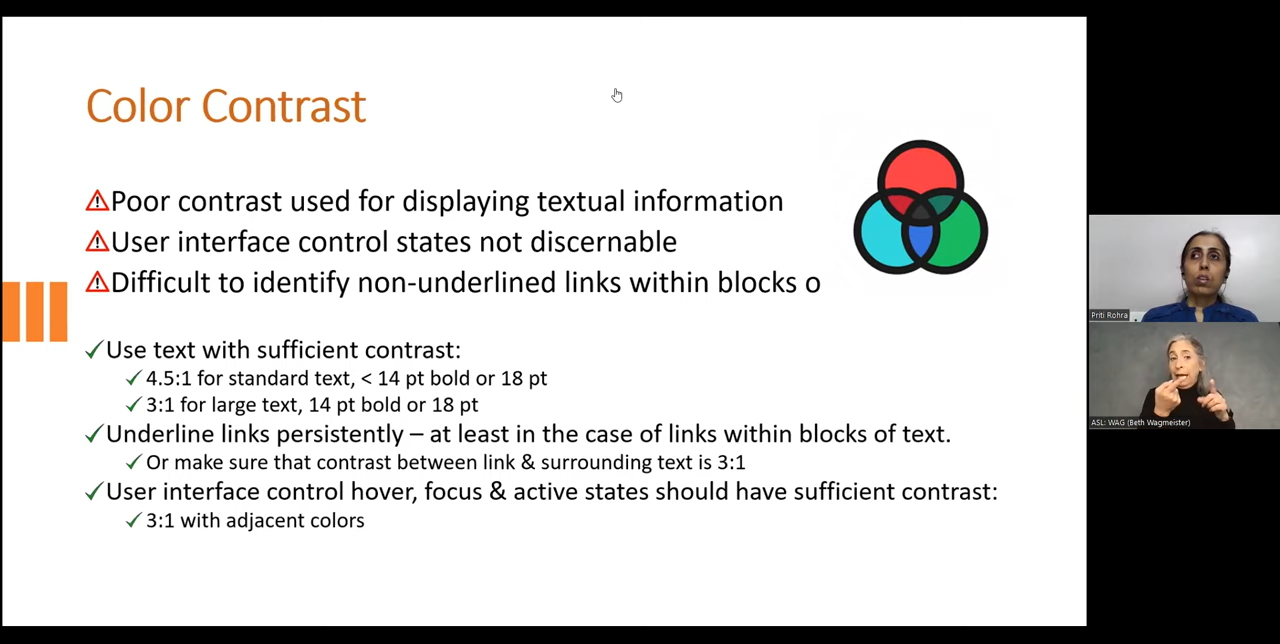 Color Contrast
Poor contrast used for displaying textual information
User interface control states not discernable
Difficult to identify non-underlined links within blocks o
Use text with sufficient contrast:
4.5:1 for standard text, < 14 pt bold or 18 pt
3:1 for large text, 14 pt bold or 18 pt
Underline links persistently – at least in the case of links within blocks of text.
Or make sure that contrast between link & surrounding text is 3:1
User interface control hover, focus & active states should have sufficient contrast:
3:1 with adjacent colors
Priti Rohra
ASL: WAG (Beth Wagmeister)